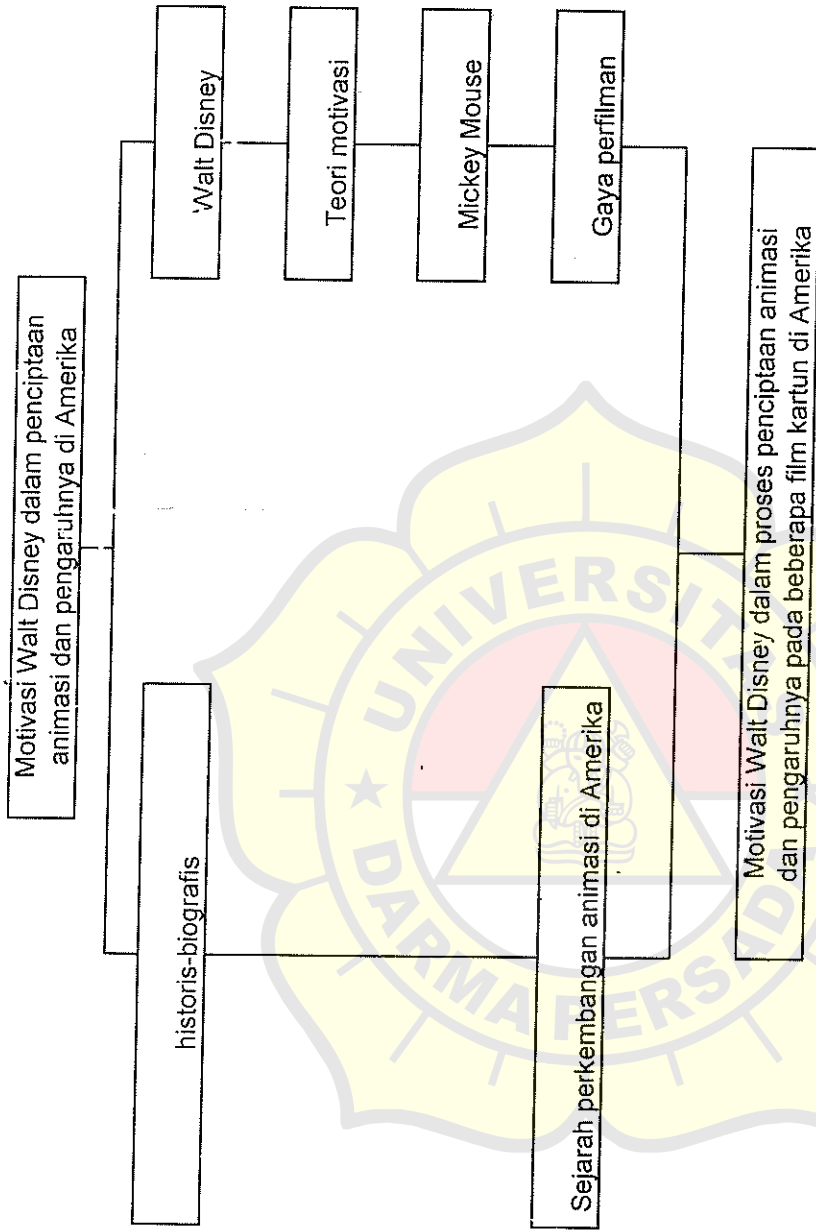 Motivasi Walt Disney dalam penciptaan
animasi dan pengaruhnya di Amerika
historis-biografis
Sejarah perkembangan animasi di Amerika
Walt Disney
Teori motivasi
Mickey Mouse
Gaya perfilman
Motivasi Walt Disney dalam proses penciptaan animasi
dan pengaruhnya pada beberapa film kartun di Amerika
UNIVERSITAS
DARMA PERSADA